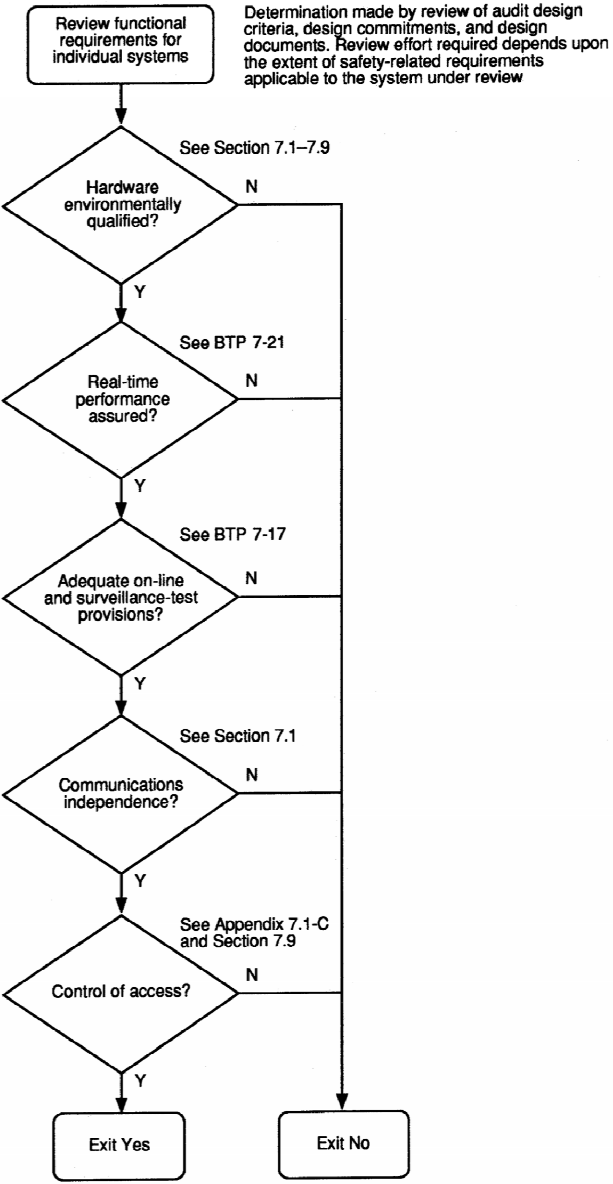 Review functional
requirements for
individual systems
Determination made by review of audit design
criteria, design commitments, and design
documents. Review effort required depends upon
the extent of safety-related requirements
applicable to the system under review
See Section 7.1–7.9
Hardware
environmentally
qualified?
N
Y
See BTP 7-21
Real-time
performance
assured?
N
Y
See BTP 7-17
Adequate on-line
and surveillance-test
provisions?
N
Y
See Section 7.1
Communications
independence?
N
Y
See Appendix 7.1-C
and Section 7.9
Control of access?
N
Y
Exit Yes
Exit No